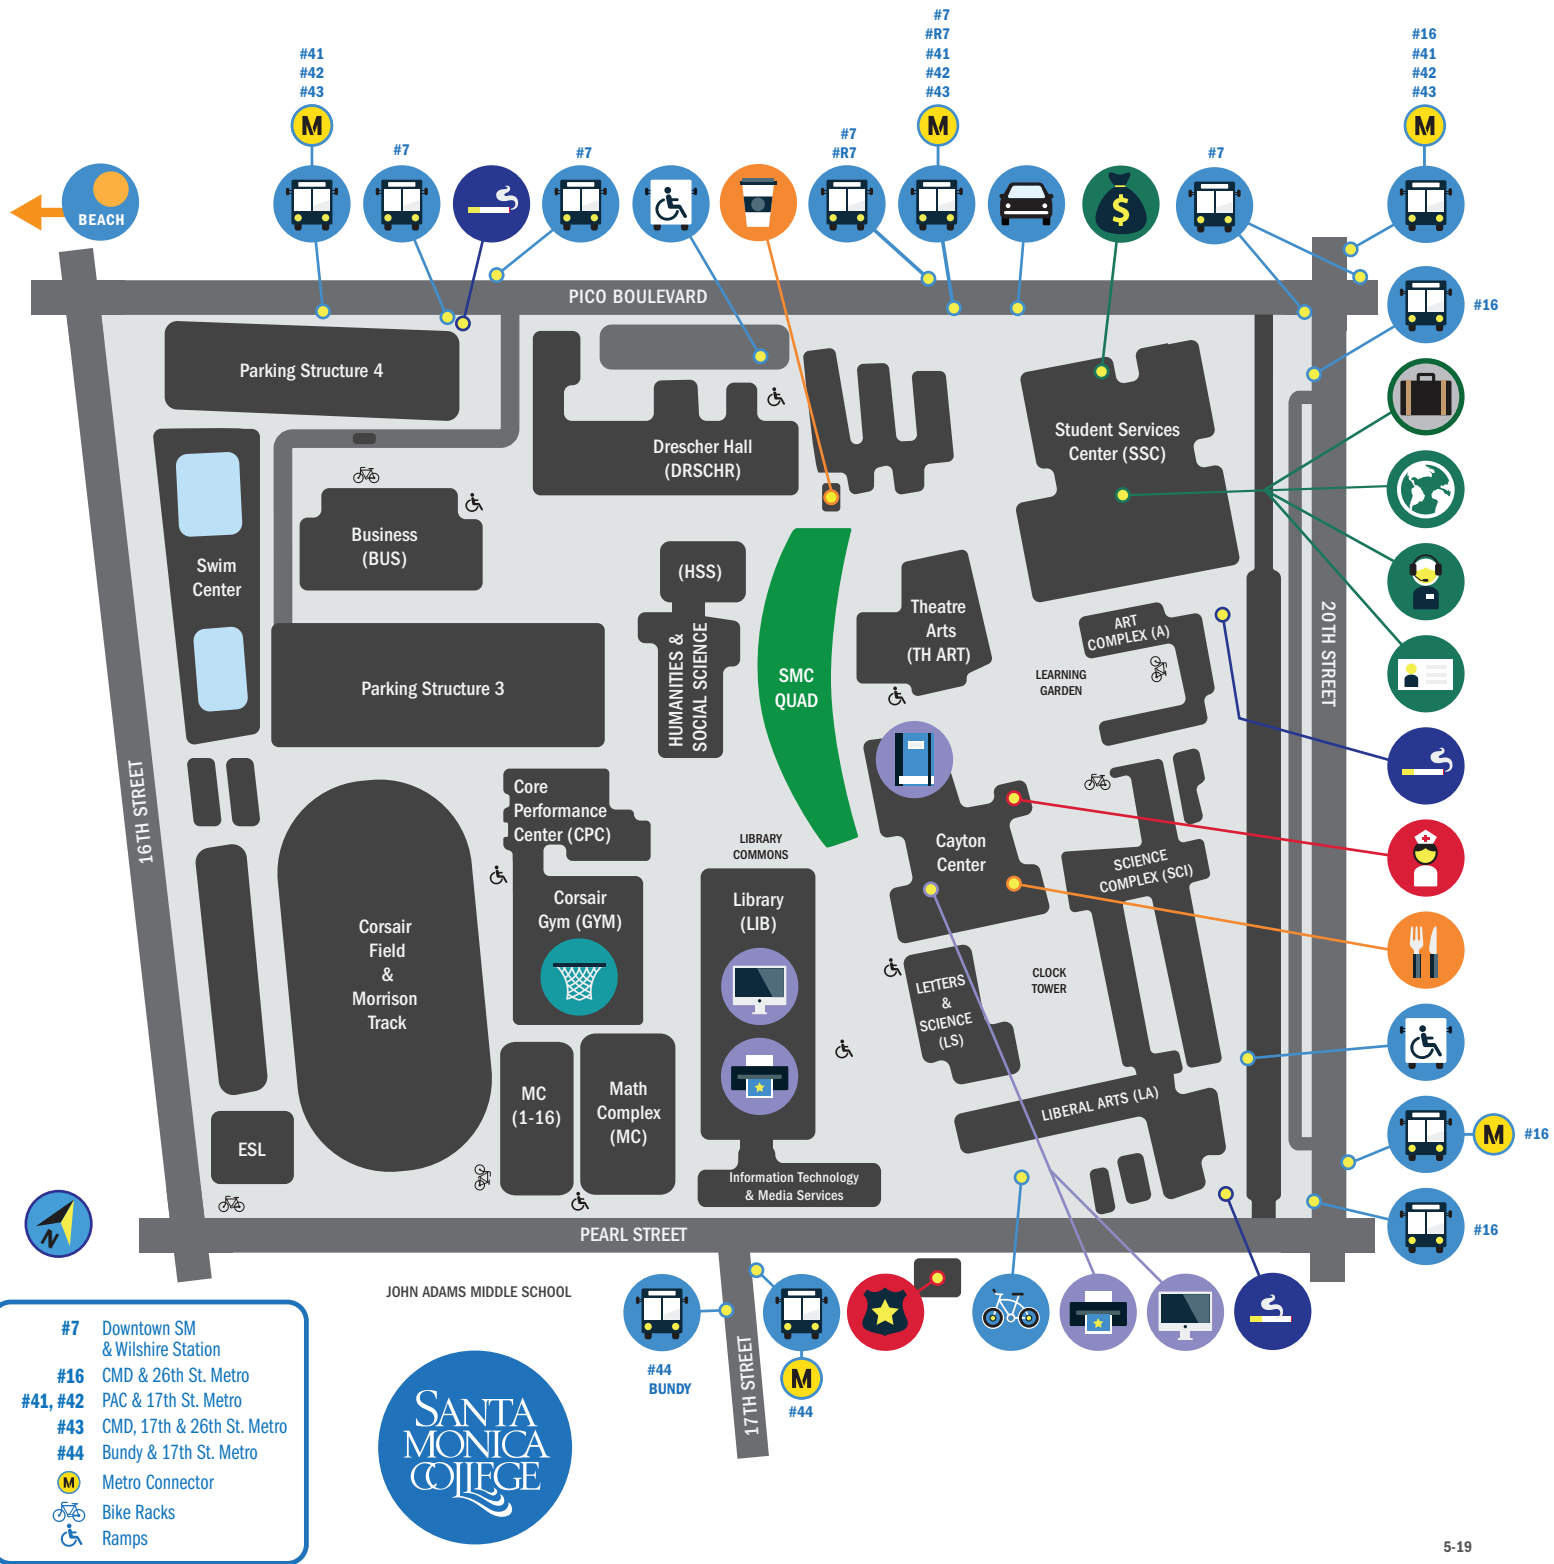 #41
#42
#43
M
#7
#7
#7
#R7
#7
#R7
#41
#42
#43
M
#7
#16
#41
#42
#43
M
BEACH
$
PICO BOULEVARD
#16
Parking Structure 4
Drescher Hall
(DRSCHR)
Student Services
Center (SSC)
Business
(BUS)
Swim
Center
(HSS)
HUMANITIES &
SOCIAL SCIENCE
Theatre
Arts
(TH ART)
ART
COMPLEX (A)
20TH STREET
SMC
QUAD
LEARNING
GARDEN
Parking Structure 3
16TH STREET
Core
Performance
Center (CPC)
LIBRARY
COMMONS
Cayton
Center
SCIENCE
COMPLEX (SCI)
Corsair
Gym (GYM)
Library
(LIB)
Corsair
Field
&
Morrison
Track
CLOCK
TOWER
LETTERS
&
SCIENCE
(LS)
MC
(1-16)
Math
Complex
(MC)
LIBERAL ARTS (LA)
M
#16
ESL
Information Technology
& Media Services
N
PEARL STREET
#16
JOHN ADAMS MIDDLE SCHOOL
#44
BUNDY
17TH STREET
M
#44
#7 Downtown SM
& Wilshire Station
#16 CMD & 26th St. Metro
#41, #42 PAC & 17th St. Metro
#43 CMD, 17th & 26th St. Metro
#44 Bundy & 17th St. Metro
M Metro Connector
Bike Racks
Ramps
SANTA
MONICA
COLLEGE
5-19